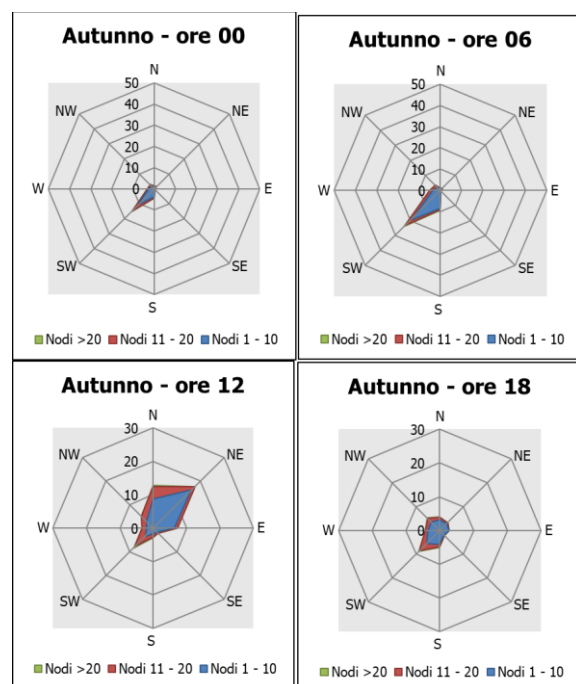 Autunno - ore 00
N
50
NW
40
NE
30
20
10
W
0
E
SW
SE
S
Nodi >20 Nodi 11 - 20 Nodi 1 - 10
Autunno - ore 06
N
50
NW
40
NE
30
20
10
W
0
E
SW
SE
S
Nodi >20 Nodi 11 - 20 Nodi 1 - 10
Autunno - ore 12
N
30
NW
NE
20
10
W
0
E
SW
SE
S
Nodi >20 Nodi 11 - 20 Nodi 1 - 10
Autunno - ore 18
N
30
NW
NE
20
10
W
0
E
SW
SE
S
Nodi >20 Nodi 11 - 20 Nodi 1 - 10